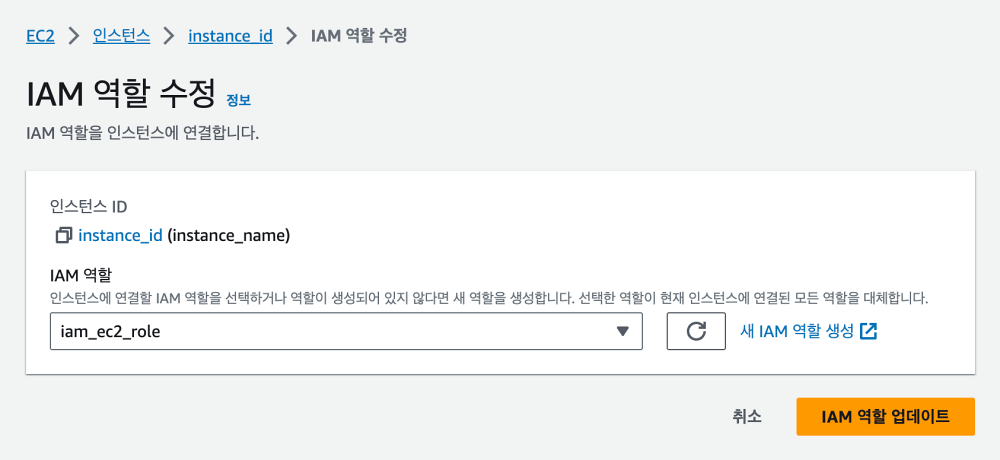 EC2 > 인스턴스 > instance_id > IAM 역할 수정
IAM 역할 수정 정보
IAM 역할을 인스턴스에 연결합니다.
인스턴스 ID
instance_id (instance_name)
IAM 역할
인스턴스에 연결할 IAM 역할을 선택하거나 역할이 생성되어 있지 않다면 새 역할을 생성합니다. 선택한 역할이 현재 인스턴스에 연결된 모든 역할을 대체합니다.
iam_ec2_role 새 IAM 역할 생성
취소 IAM 역할 업데이트